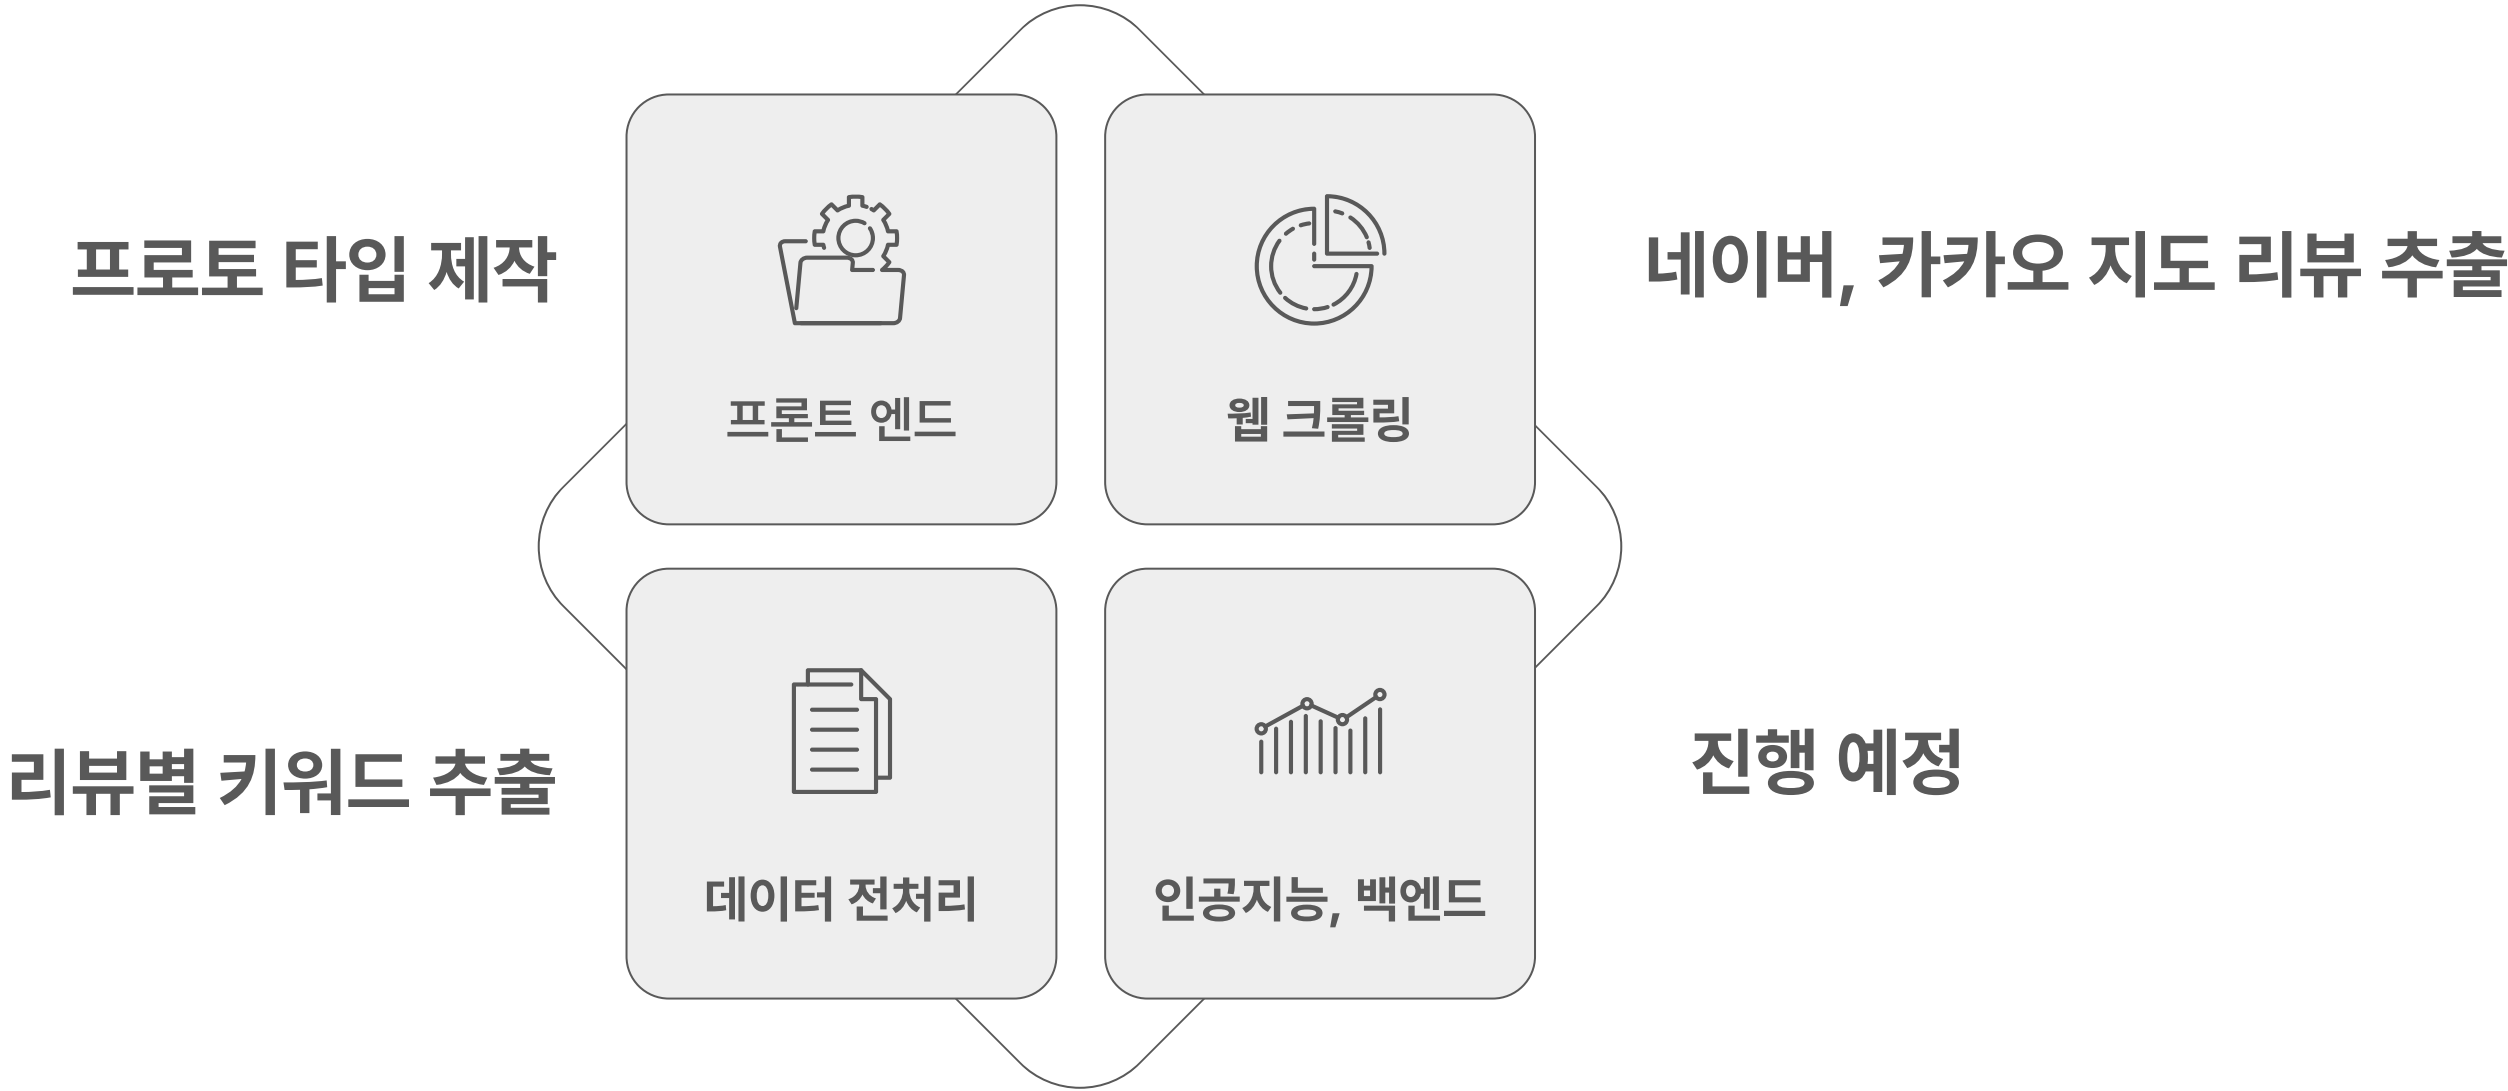 프로토 타입 제작
네이버, 카카오 지도 리뷰 추출
프론트 엔드
웹 크롤링
리뷰별 키워드 추출
진행 예정
데이터 전처리
인공지능, 백엔드